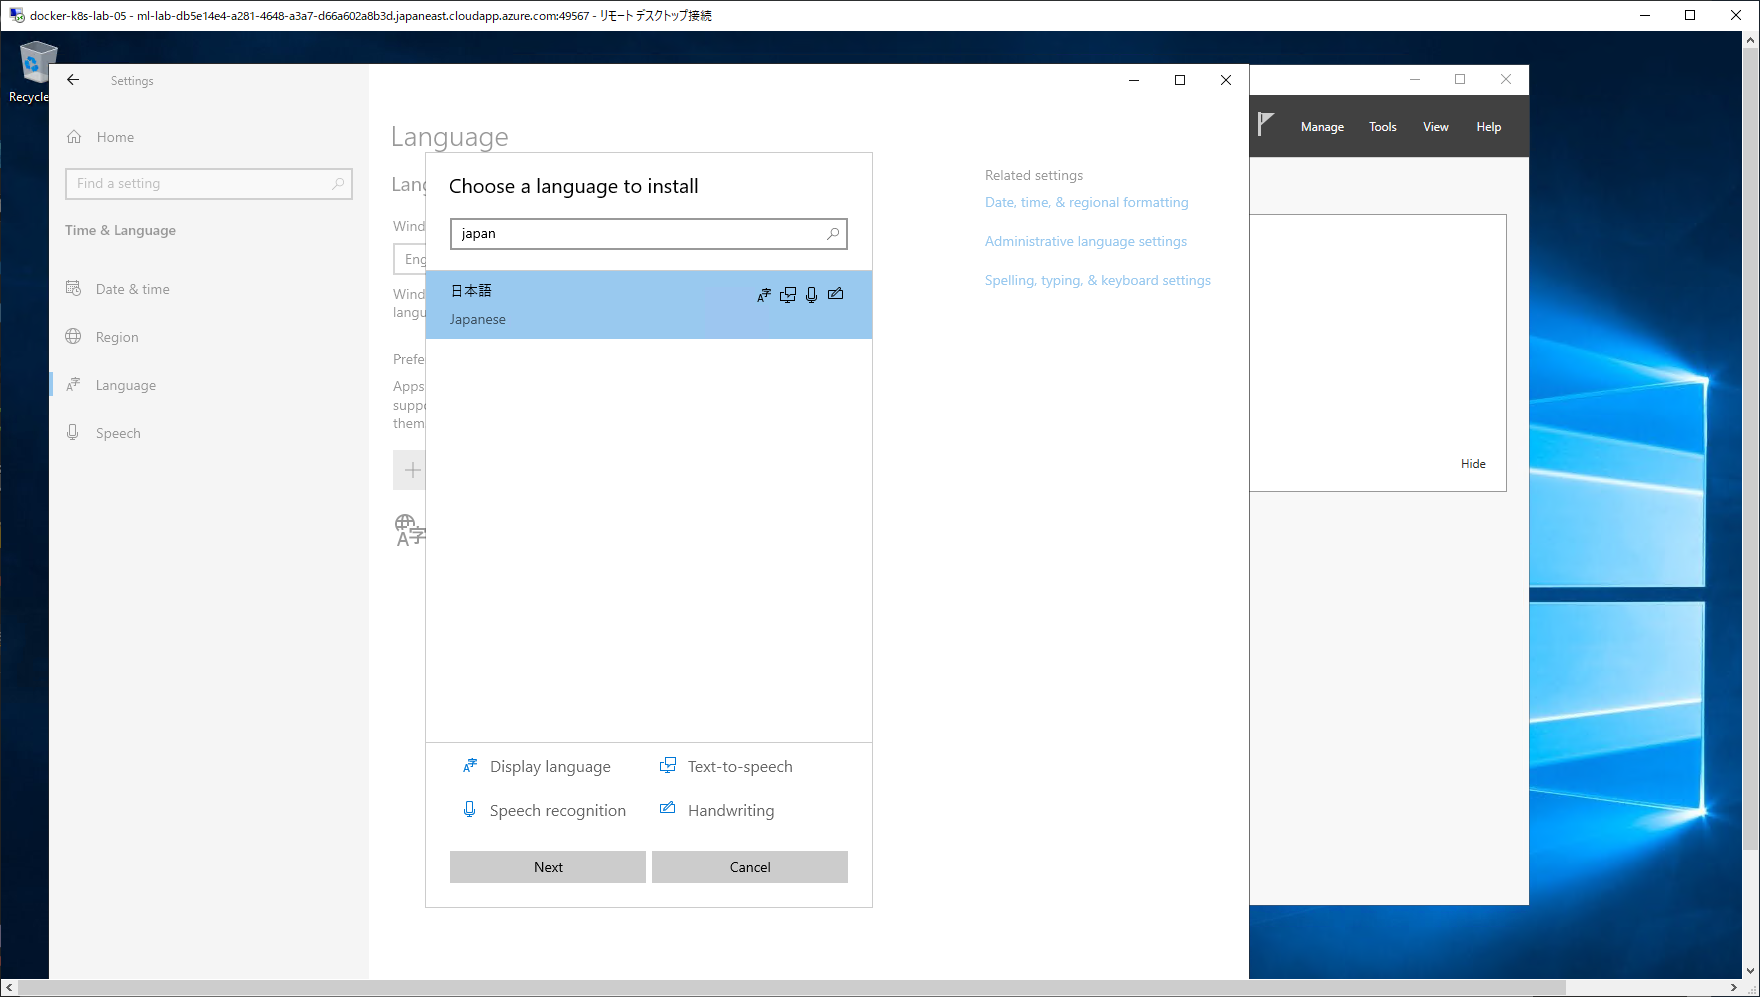 docker-k8s-lab-05 - ml-lab-db5e14e4-a281-4648-a3a7-d66a602a8b3d.japaneast.cloudapp.azure.com:49567 - リモート デスクトップ接続
Recycle
Settings
Home
Find a setting
Time & Language
Date & time
Region
Language
Speech
Language
Lang
Wind
Eng
Wind
langu
Prefe
Apps
suppo
them
Choose a language to install
japan
日本語
Japanese
Display language
Text-to-speech
Speech recognition
Handwriting
Next
Cancel
Related settings
Date, time, & regional formatting
Administrative language settings
Spelling, typing, & keyboard settings
Manage Tools View Help
Hide